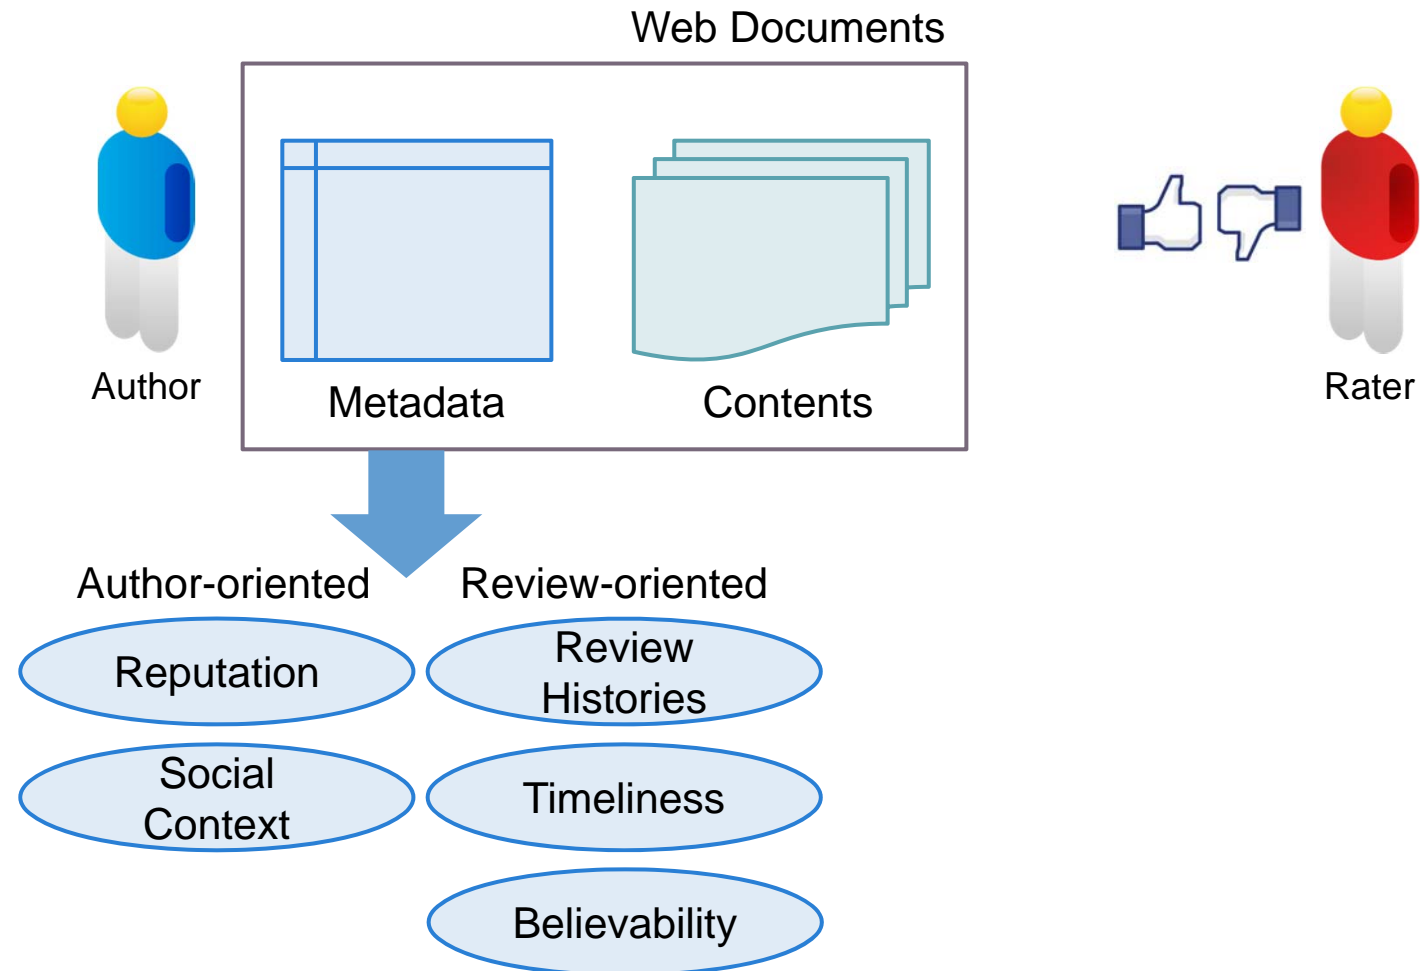 Web Documents
Author
Metadata
Contents
Rater
Author-oriented
Review-oriented
Reputation
Review
Histories
Social
Context
Timeliness
Believability